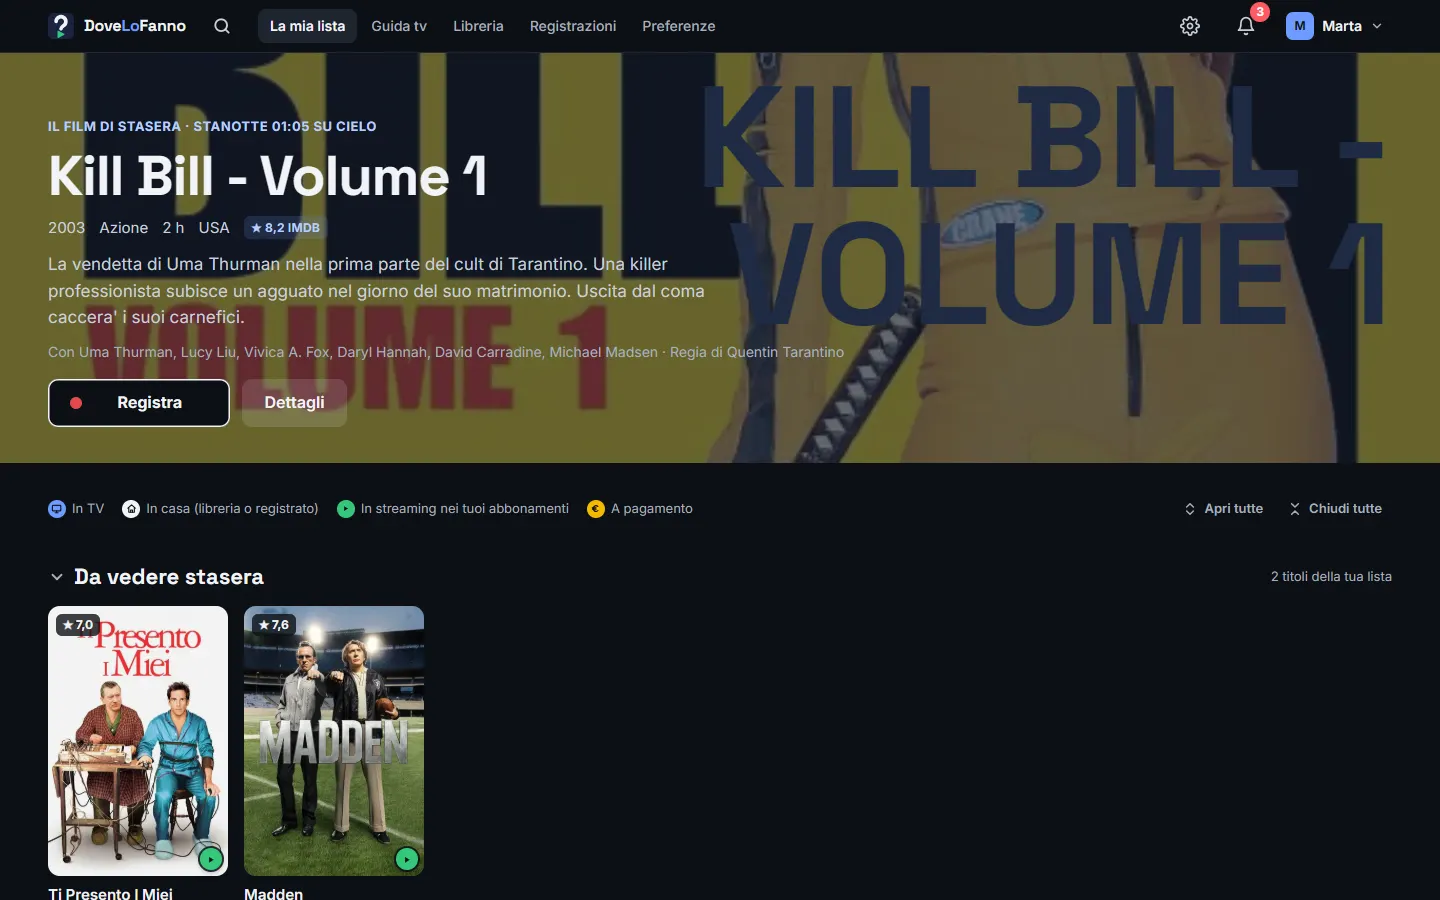 DoveLoFanno
La mia lista
Guida tv
Libreria
Registrazioni
Preferenze
3
M
Marta
BILL
VOLUME 1
CRANE
KILL BILL -
VOLUME 1
IL FILM DI STASERA · STANOTTE 01:05 SU CIELO
Kill Bill - Volume 1
2003 Azione 2 h USA ★ 8,2 IMDB
La vendetta di Uma Thurman nella prima parte del cult di Tarantino. Una killer
professionista subisce un agguato nel giorno del suo matrimonio. Uscita dal coma
caccera' i suoi carnefici.
Con Uma Thurman, Lucy Liu, Vivica A. Fox, Daryl Hannah, David Carradine, Michael Madsen · Regia di Quentin Tarantino
Registra
Dettagli
In TV
In casa (libreria o registrato)
In streaming nei tuoi abbonamenti
€ A pagamento
Apri tutte
Chiudi tutte
Da vedere stasera
2 titoli della tua lista
★ 7,0
Presento
I Miei
★ 7,6
MADDEN
Ti Presento I Miei
Madden